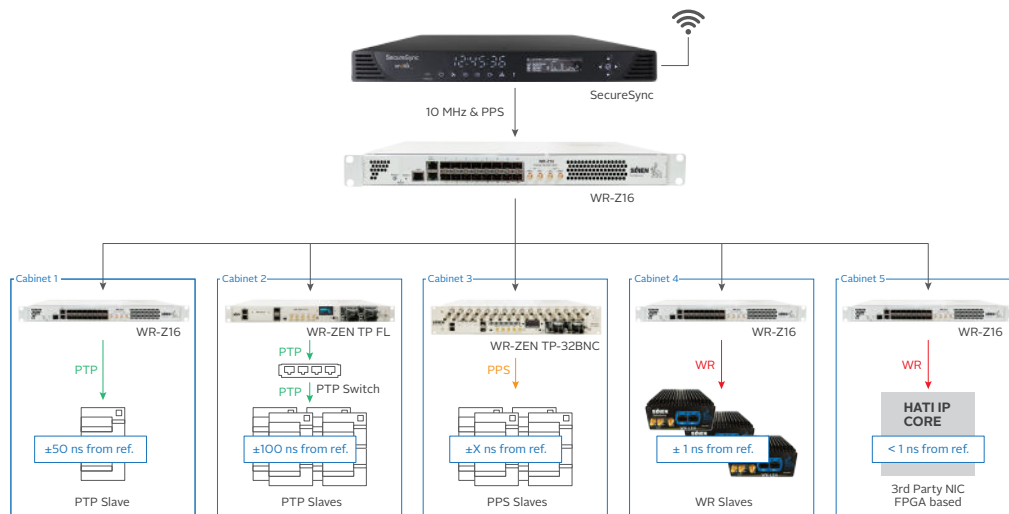 SecureSync
12:45:36
SecureSync
10 MHz & PPS
WR-Z16
SEVEN
WR-Z16
Cabinet 1
WR-Z16
PTP
±50 ns from ref.
PTP Slave
Cabinet 2
WR-ZEN TP FL
PTP
PTP Switch
PTP
±100 ns from ref.
PTP Slaves
Cabinet 3
WR-ZEN TP-32BNC
PPS
±X ns from ref.
PPS Slaves
Cabinet 4
WR-Z16
WR
± 1 ns from ref.
WR Slaves
Cabinet 5
WR-Z16
WR
HATI IP
CORE
< 1 ns from ref.
3rd Party NIC
FPGA based